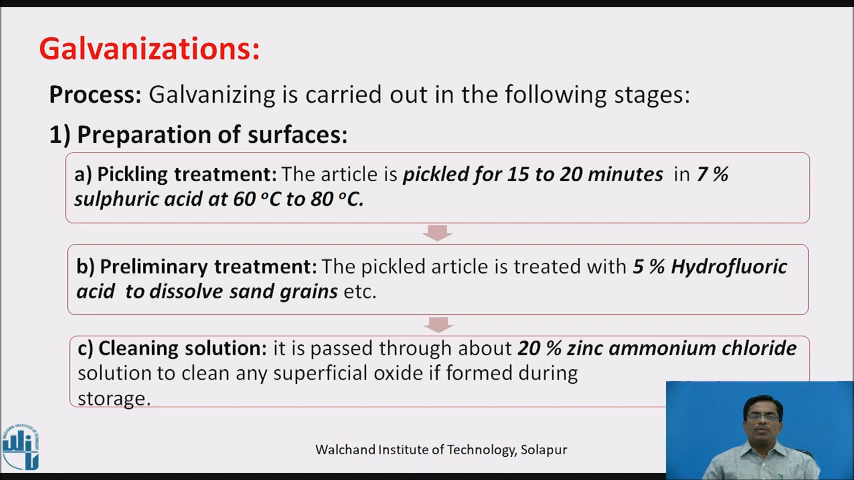 Galvanizations:
Process: Galvanizing is carried out in the following stages:
1) Preparation of surfaces:
a) Pickling treatment: The article is pickled for 15 to 20 minutes in 7 %
sulphuric acid at 60 °C to 80 °C.
b) Preliminary treatment: The pickled article is treated with 5 % Hydrofluoric
acid to dissolve sand grains etc.
c) Cleaning solution: it is passed through about 20 % zinc ammonium chloride
solution to clean any superficial oxide if formed during
storage.
Walchand Institute of Technology, Solapur